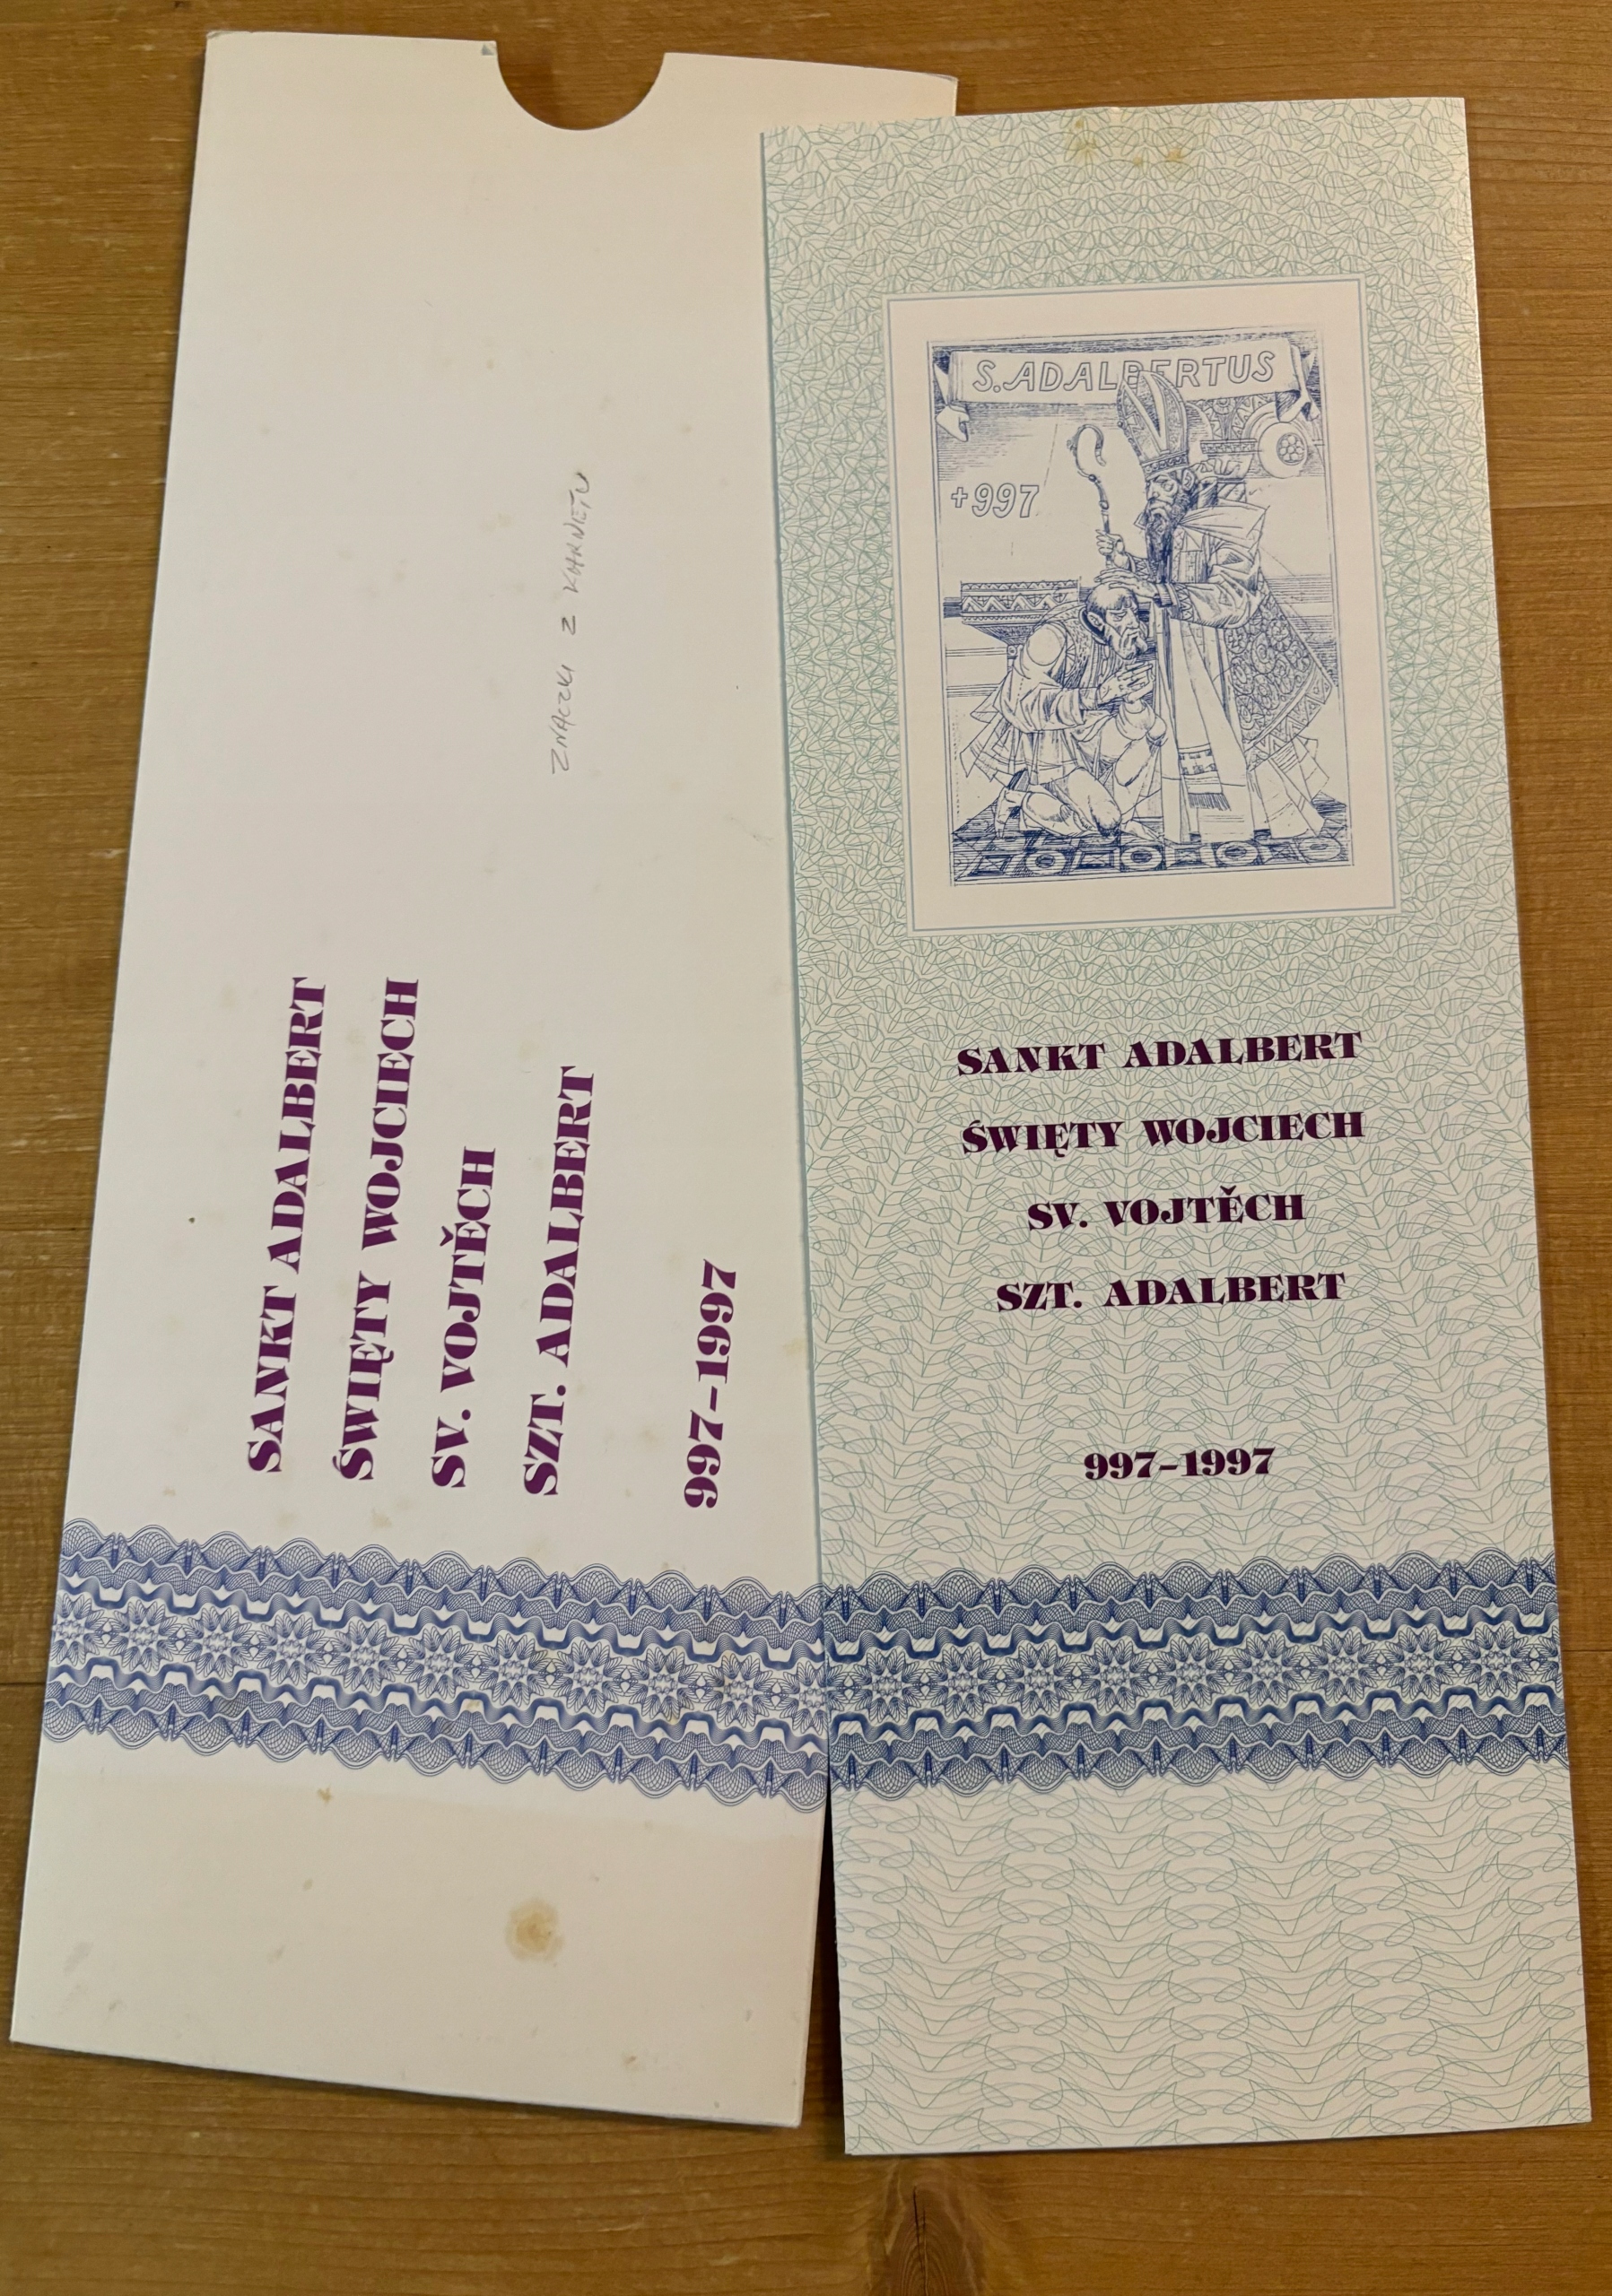 ZNACZKI Z KARNETU
SANKT ADALBERT
ŚWIĘTY WOJCIECH
SV. VOJTĚCH
SZT. ADALBERT
997–1997
S. ADALBERTUS
+997
SANKT ADALBERT
ŚWIĘTY WOJCIECH
SV. VOJTĚCH
SZT. ADALBERT
997–1997